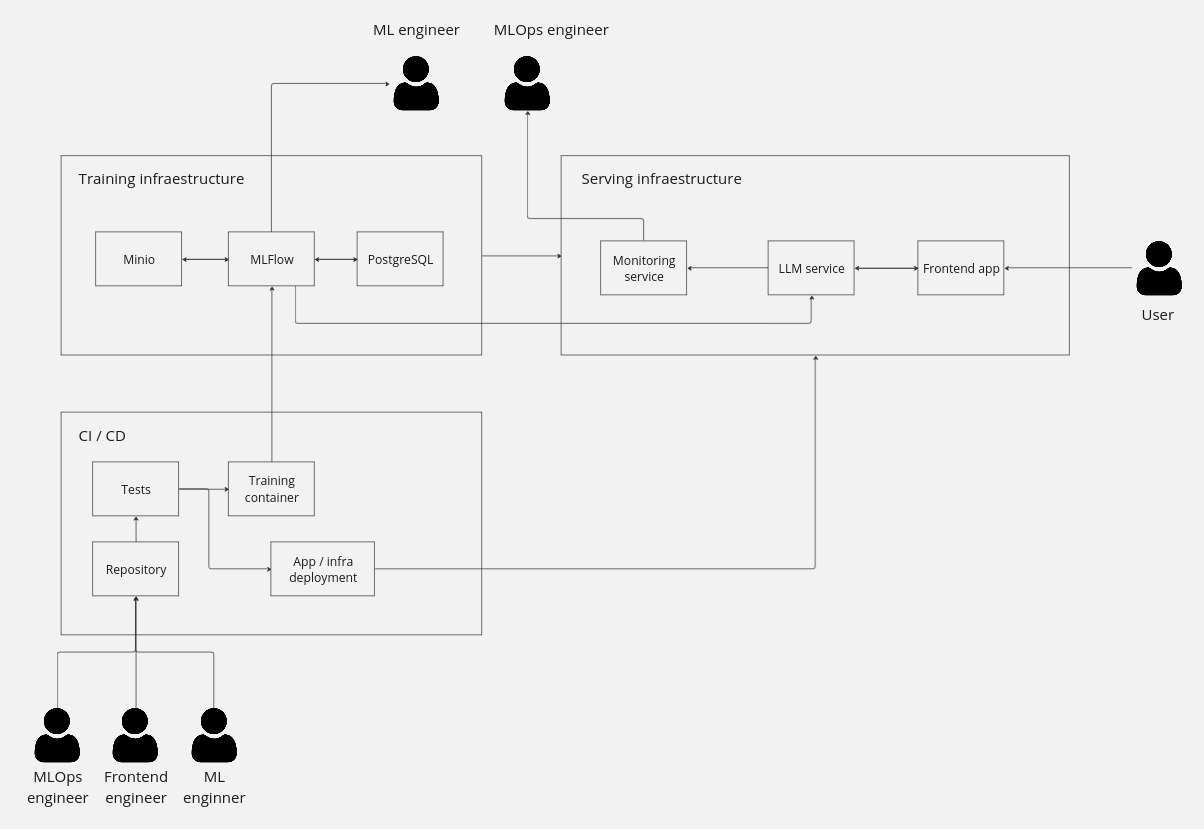 ML engineer
MLOps engineer
Training infraestructure
Serving infraestructure
Minio
MLFlow
PostgreSQL
Monitoring
service
LLM service
Frontend app
User
CI / CD
Tests
Training
container
Repository
App / infra
deployment
MLOps
engineer
Frontend
engineer
ML
enginner